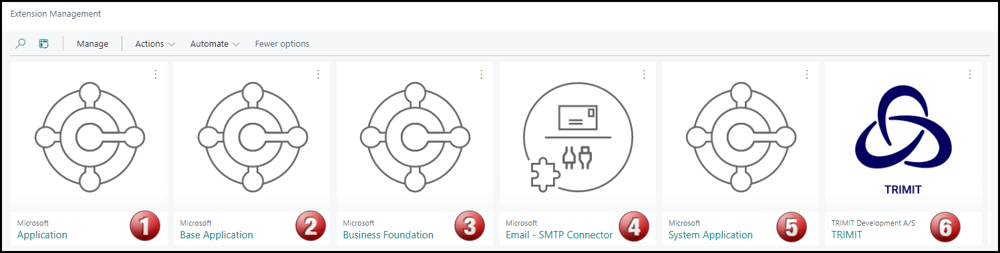 Extension Management
Manage Actions Automate Fewer options
TRIMIT
Microsoft
Application
1
Microsoft
Base Application
2
Microsoft
Business Foundation
3
Microsoft
Email - SMTP Connector
4
Microsoft
System Application
5
TRIMIT Development A/S
TRIMIT
6